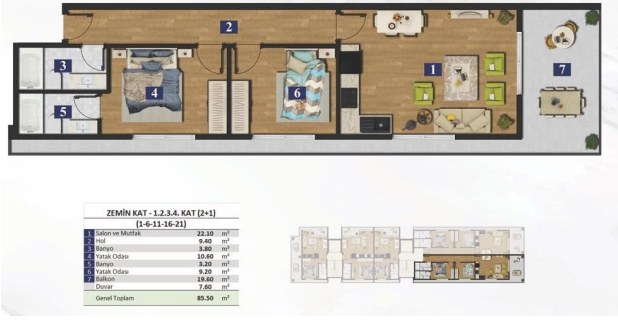 2
3
5
4
6
1
7
ZEMİN KAT - 1.2.3.4. KAT (2+1)
(1-6-11-16-21)
1 Salon ve Mutfak 22.10 m²
2 Hol 9.40 m²
3 Banyo 3.80 m²
4 Yatak Odası 10.60 m²
5 Banyo 3.20 m²
6 Yatak Odası 9.20 m²
7 Balkon 19.60 m²
Duvar 7.60 m²
Genel Toplam 85.50 m²